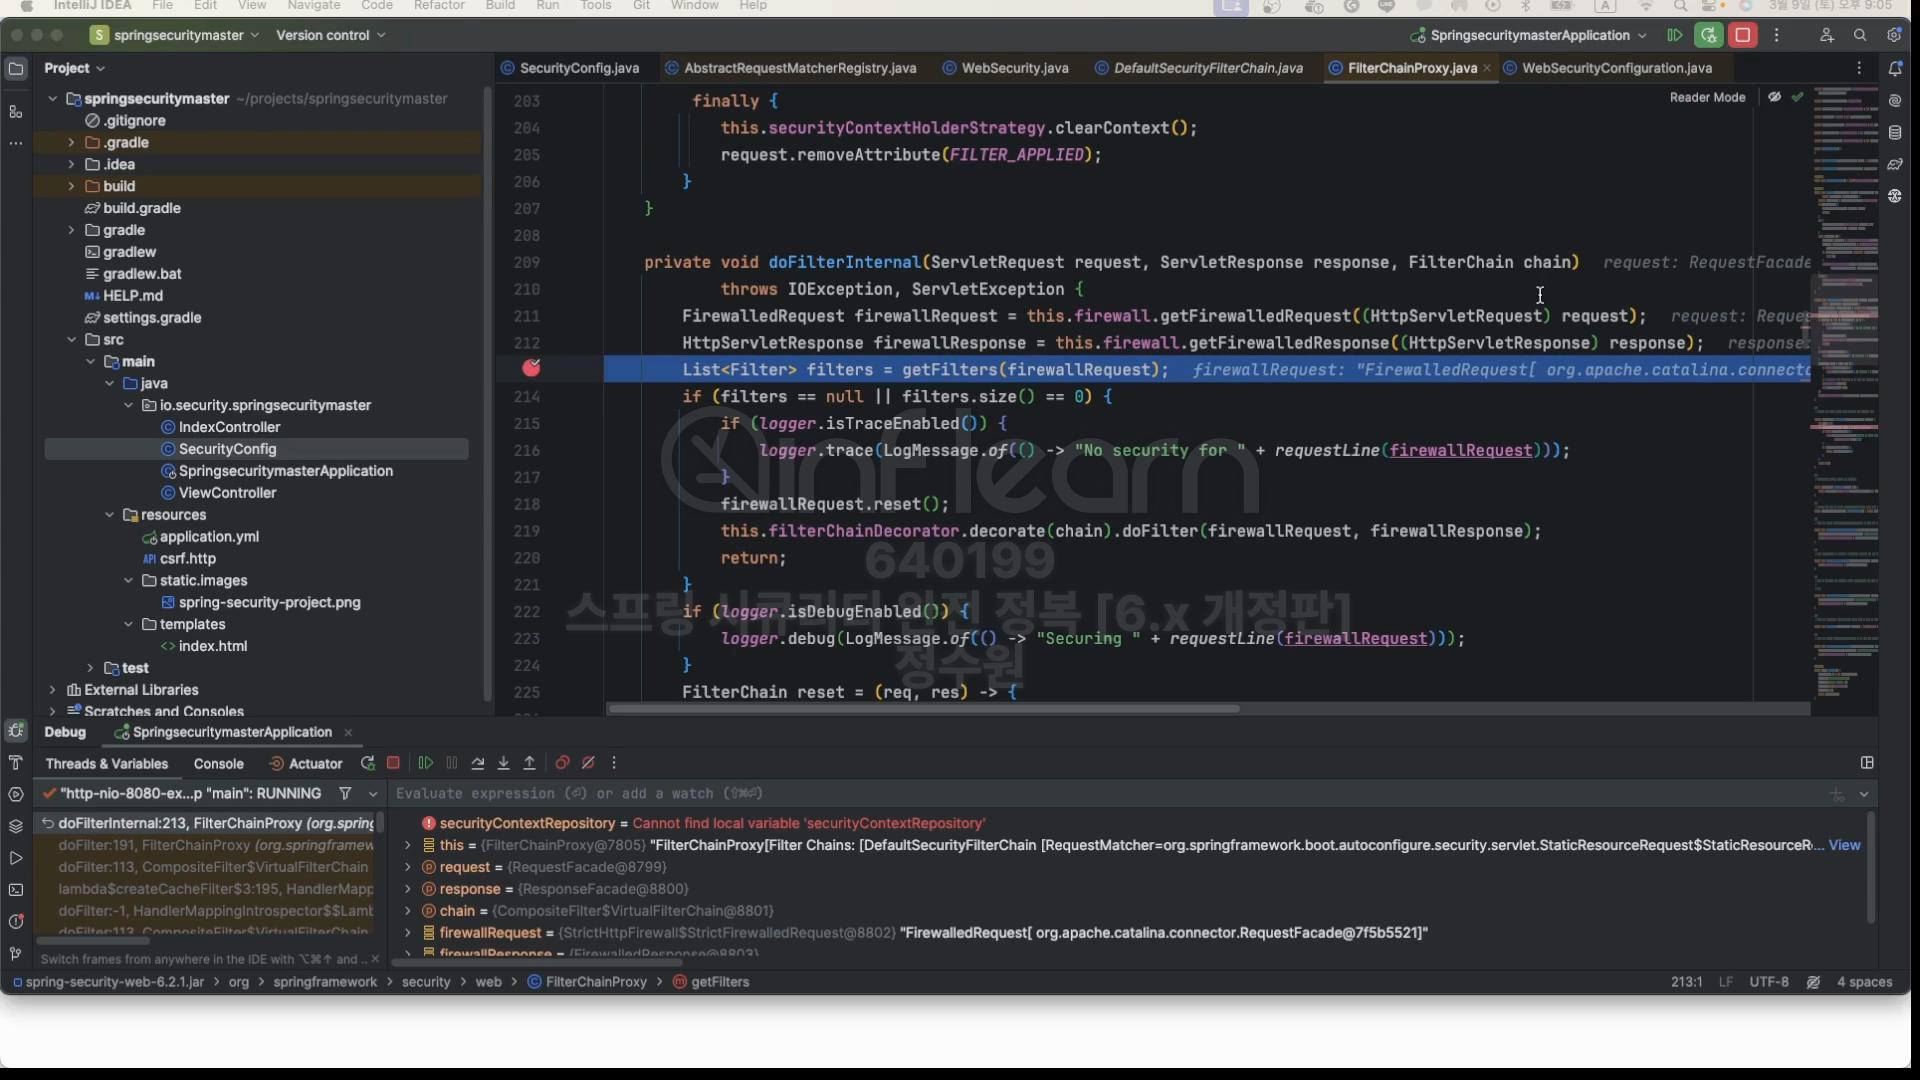 IntelliJ IDEA File Edit View Navigate Code Refactor Build Run Tools Git Window Help
3월 9일 (토) 오후 9:05
S springsecuritymaster Version control
SpringsecuritymasterApplication
Project
SecurityConfig.java AbstractRequestMatcherRegistry.java WebSecurity.java DefaultSecurityFilterChain.java FilterChainProxy.java WebSecurityConfiguration.java
Reader Mode
springsecuritymaster ~/projects/springsecuritymaster
.gitignore
.gradle
.idea
build
build.gradle
gradle
gradlew
gradlew.bat
M↓ HELP.md
settings.gradle
src
main
java
io.security.springsecuritymaster
IndexController
SecurityConfig
SpringsecuritymasterApplication
ViewController
resources
application.yml
API csrf.http
static.images
spring-security-project.png
templates
<> index.html
test
External Libraries
Scratches and Consoles
203 finally {
204 this.securityContextHolderStrategy.clearContext();
205 request.removeAttribute(FILTER_APPLIED);
206 }
207 }
208
209 private void doFilterInternal(ServletRequest request, ServletResponse response, FilterChain chain) request: RequestFacade
210 throws IOException, ServletException {
211 FirewalledRequest firewallRequest = this.firewall.getFirewalledRequest((HttpServletRequest) request); request: Reque
212 HttpServletResponse firewallResponse = this.firewall.getFirewalledResponse((HttpServletResponse) response); response
List<Filter> filters = getFilters(firewallRequest); firewallRequest: "FirewalledRequest[ org.apache.catalina.connecto
214 if (filters == null || filters.size() == 0) {
215 if (logger.isTraceEnabled()) {
216 logger.trace(LogMessage.of(() -> "No security for " + requestLine(firewallRequest)));
217 }
218 firewallRequest.reset();
219 this.filterChainDecorator.decorate(chain).doFilter(firewallRequest, firewallResponse);
220 return;
221 }
222 if (logger.isDebugEnabled()) {
223 logger.debug(LogMessage.of(() -> "Securing " + requestLine(firewallRequest)));
224 }
225 FilterChain reset = (req, res) -> {
inflearn
640199
스프링 시큐리티 완전 정복 [6.x 개정판]
정수원
Debug SpringsecuritymasterApplication
Threads & Variables Console Actuator
"http-nio-8080-ex...p "main": RUNNING
Evaluate expression (⏎) or add a watch (⇧⌘⏎)
doFilterInternal:213, FilterChainProxy (org.spring
doFilter:191, FilterChainProxy (org.springframew
doFilter:113, CompositeFilter$VirtualFilterChain
lambda$createCacheFilter$3:195, HandlerMapp
doFilter:-1, HandlerMappingIntrospector$$Lamb
doFilter:113, CompositeFilter$VirtualFilterChain
Switch frames from anywhere in the IDE with ⌥⌘↑ and ..
securityContextRepository = Cannot find local variable 'securityContextRepository'
this = {FilterChainProxy@7805} "FilterChainProxy[Filter Chains: [DefaultSecurityFilterChain [RequestMatcher=org.springframework.boot.autoconfigure.security.servlet.StaticResourceRequest$StaticResourceR... View
request = {RequestFacade@8799}
response = {ResponseFacade@8800}
chain = {CompositeFilter$VirtualFilterChain@8801}
firewallRequest = {StrictHttpFirewall$StrictFirewalledRequest@8802} "FirewalledRequest[ org.apache.catalina.connector.RequestFacade@7f5b5521]"
firewallResponse = {FirewalledResponse@8803}
spring-security-web-6.2.1.jar > org > springframework > security > web > FilterChainProxy > getFilters
213:1 LF UTF-8 4 spaces